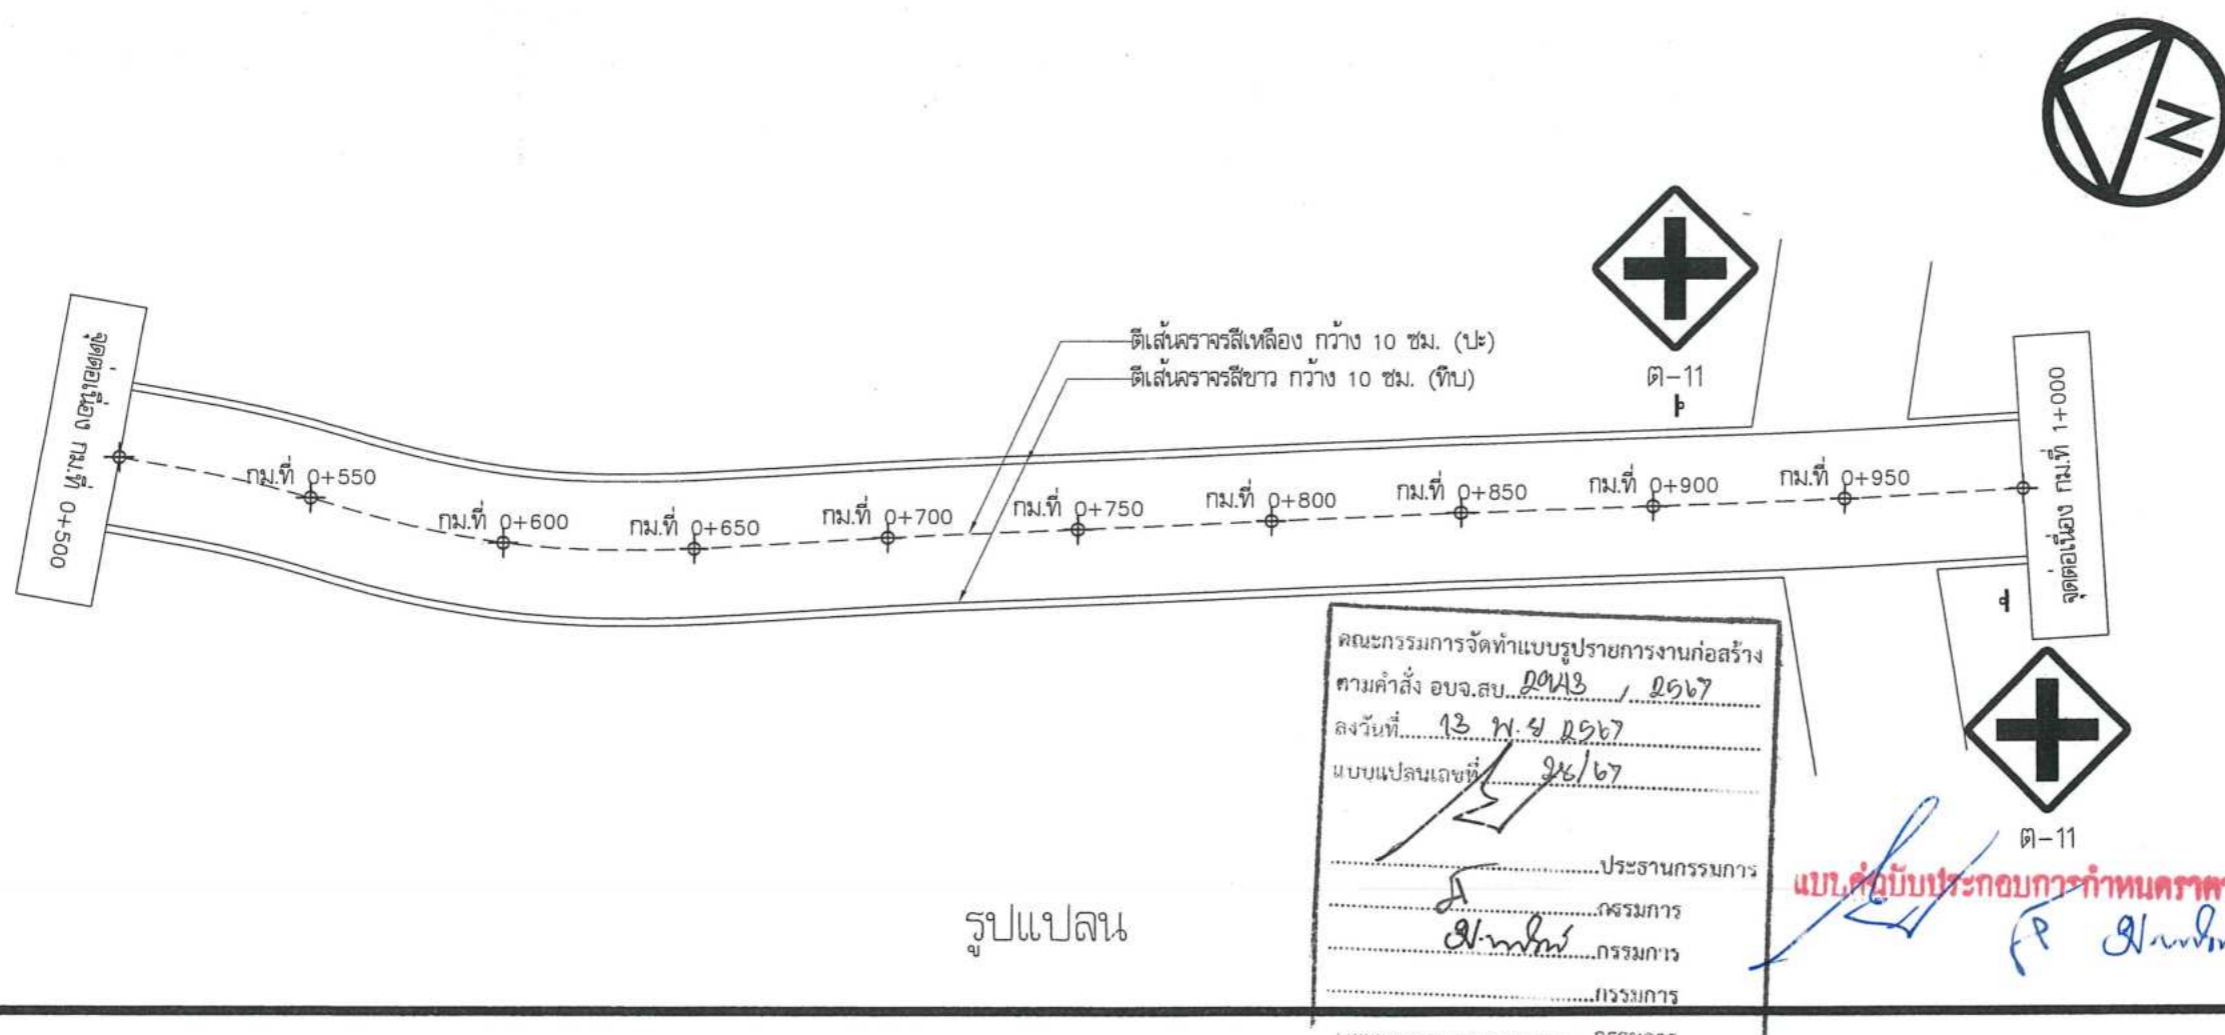 N
ตีเส้นจราจรสีเหลือง กว้าง 10 ซม. (ปะ)
ตีเส้นจราจรสีขาว กว้าง 10 ซม. (ทึบ)
ต-11
จุดต่อเนื่อง กม.ที่ 0+500
กม.ที่ 0+550
กม.ที่ 0+600
กม.ที่ 0+650
กม.ที่ 0+700
กม.ที่ 0+750
กม.ที่ 0+800
กม.ที่ 0+850
กม.ที่ 0+900
กม.ที่ 0+950
จุดต่อเนื่อง กม.ที่ 1+000
คณะกรรมการจัดทำแบบรูปรายการงานก่อสร้าง
ตามคำสั่ง อบจ.สบ. / 2567
ลงวันที่ 13 พ.ย 2567
แบบแปลนเลขที่ /67
ประธานกรรมการ
กรรมการ
กรรมการ
กรรมการ
ต-11
รูปแปลน